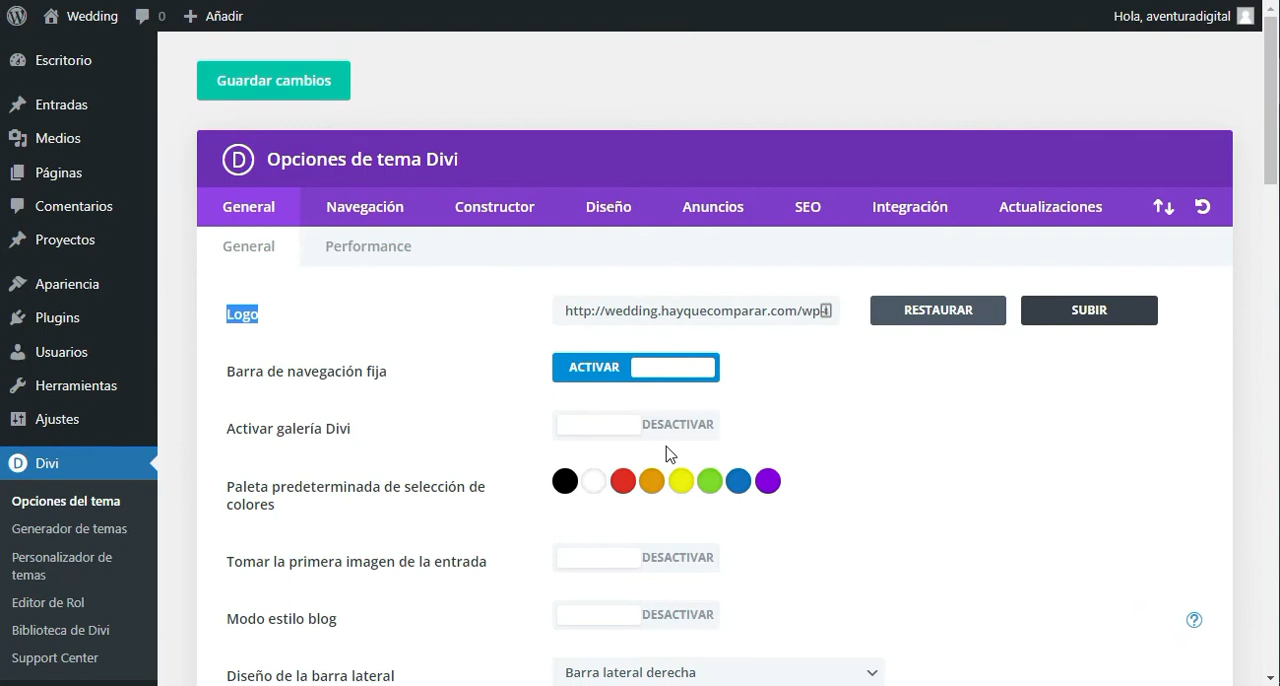 Wedding 0 Añadir Hola, aventuradigital
Escritorio
Entradas
Medios
Páginas
Comentarios
Proyectos
Apariencia
Plugins
Usuarios
Herramientas
Ajustes
Divi
Opciones del tema
Generador de temas
Personalizador de
temas
Editor de Rol
Biblioteca de Divi
Support Center
Guardar cambios
D Opciones de tema Divi
General Navegación Constructor Diseño Anuncios SEO Integración Actualizaciones
General Performance
Logo http://wedding.hayquecomparar.com/wp- RESTAURAR SUBIR
Barra de navegación fija ACTIVAR
Activar galería Divi DESACTIVAR
Paleta predeterminada de selección de
colores
Tomar la primera imagen de la entrada DESACTIVAR
Modo estilo blog DESACTIVAR
Diseño de la barra lateral Barra lateral derecha